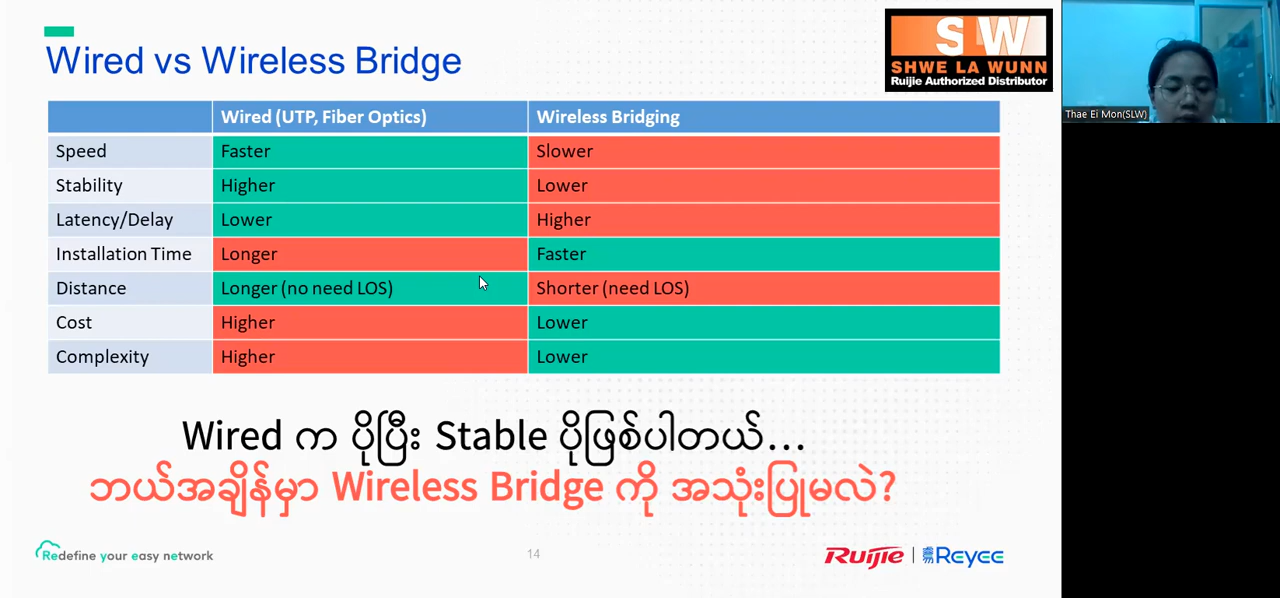 Wired vs Wireless Bridge
SW
SHWE LA WUNN
Ruijie Authorized Distributor
Thae Ei Mon(SLW)
Wired (UTP, Fiber Optics) Wireless Bridging
Speed Faster Slower
Stability Higher Lower
Latency/Delay Lower Higher
Installation Time Longer Faster
Distance Longer (no need LOS) Shorter (need LOS)
Cost Higher Lower
Complexity Higher Lower
Wired က ပိုပြီး Stable ပိုဖြစ်ပါတယ်...
ဘယ်အချိန်မှာ Wireless Bridge ကို အသုံးပြုမလဲ?
Redefine your easy network
14
Ruijie | 锐易 Reyee